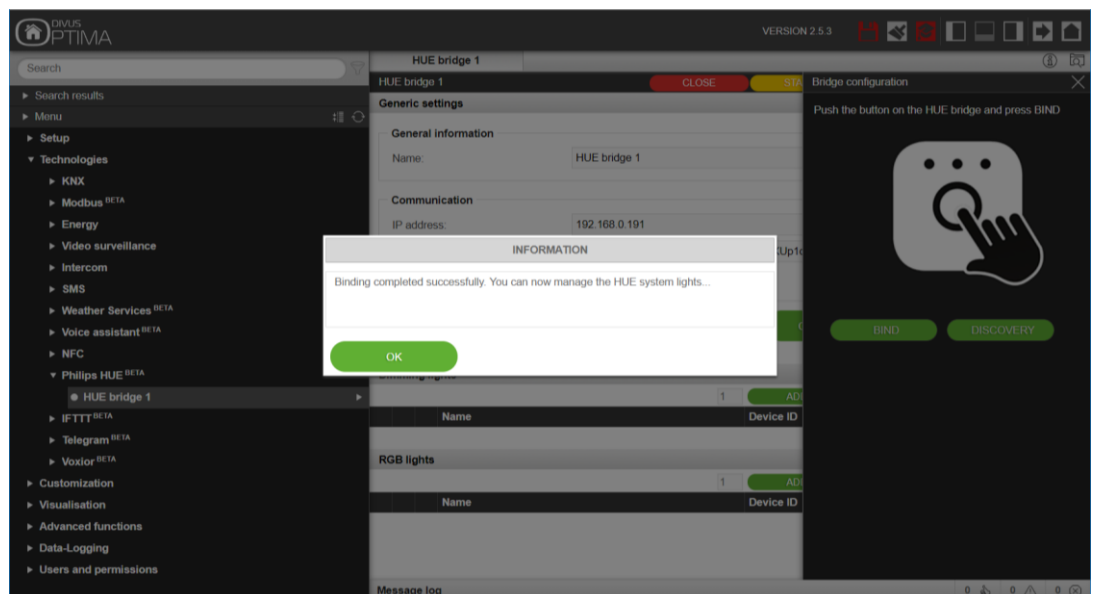 DIVUS
OPTIMA
VERSION 2.5.3
Search
Search results
Menu
Setup
Technologies
KNX
Modbus BETA
Energy
Video surveillance
Intercom
SMS
Weather Services BETA
Voice assistant BETA
NFC
Philips HUE BETA
HUE bridge 1
IFTTT BETA
Telegram BETA
Voxior BETA
Customization
Visualisation
Advanced functions
Data-Logging
Users and permissions
HUE bridge 1
HUE bridge 1
CLOSE
STA
Generic settings
General information
Name: HUE bridge 1
Communication
IP address: 192.168.0.191
INFORMATION
Binding completed successfully. You can now manage the HUE system lights...
OK
1 AD
Name Device ID
RGB lights
1 AD
Name Device ID
Message log
0 0 0
Bridge configuration
Push the button on the HUE bridge and press BIND
BIND DISCOVERY